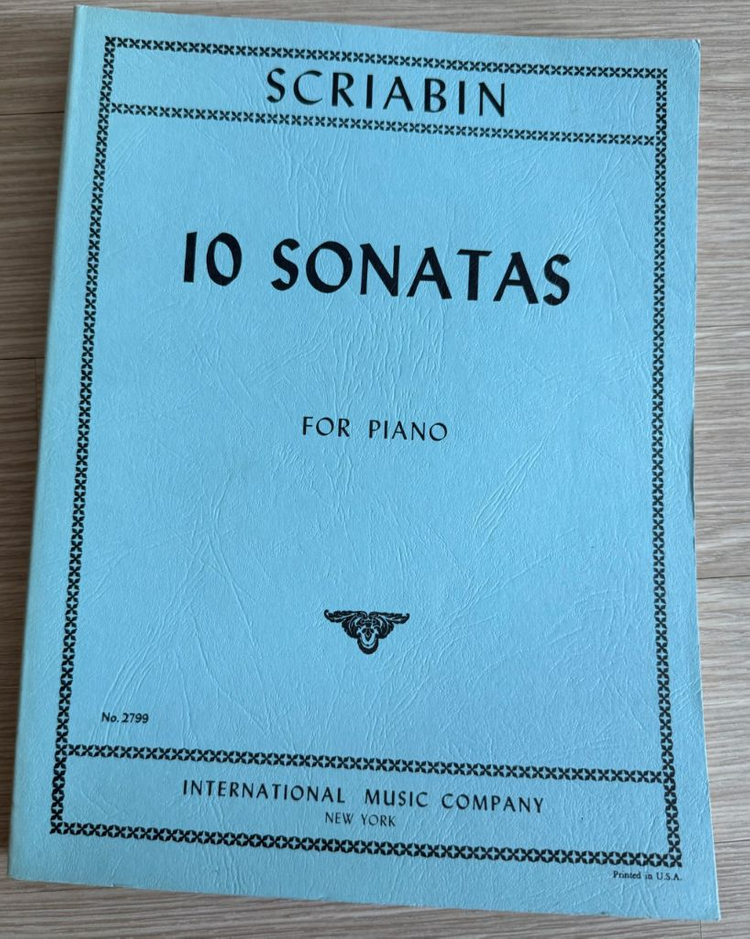 SCRIABIN
10 SONATAS
FOR PIANO
No. 2799
INTERNATIONAL MUSIC COMPANY
NEW YORK
Printed in U.S.A.